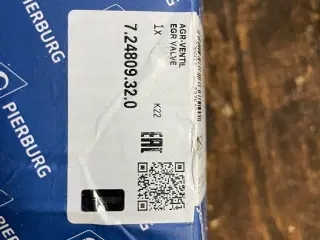 AGR-VENTIL
EGR VALVE
1X
7.24809.32.0
K22
EAC
PIERBURG
PIERBURG